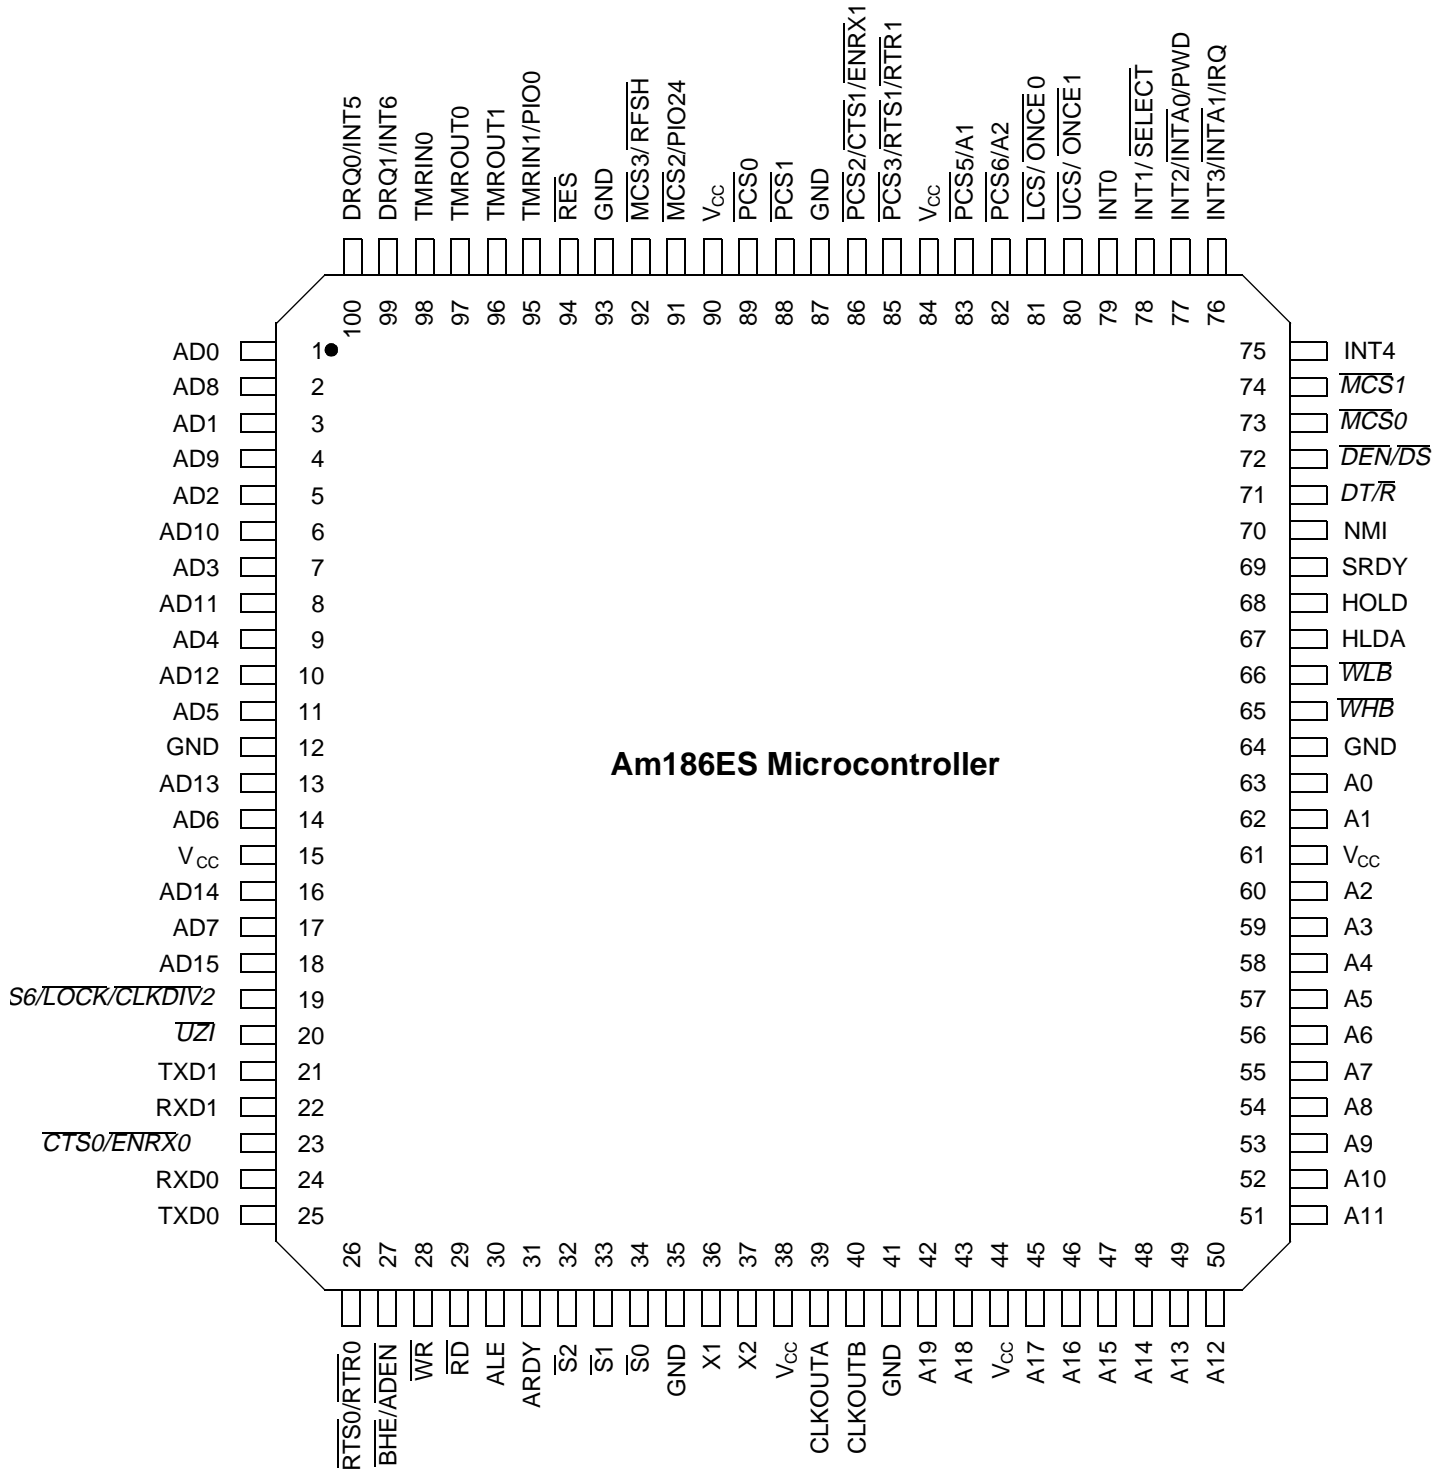 DRQ0/INT5
DRQ1/INT6
TMRIN0
TMROUT0
TMROUT1
TMRIN1/PIO0
RES
GND
MCS3/RFSH
MCS2/PIO24
VCC
PCS0
PCS1
GND
PCS2/CTS1/ENRX1
PCS3/RTS1/RTR1
VCC
PCS5/A1
PCS6/A2
LCS/ONCE0
UCS/ONCE1
INT0
INT1/SELECT
INT2/INTA0/PWD
INT3/INTA1/IRQ
100
99
98
97
96
95
94
93
92
91
90
89
88
87
86
85
84
83
82
81
80
79
78
77
76
AD0 1 75 INT4
AD8 2 74 MCS1
AD1 3 73 MCS0
AD9 4 72 DEN/DS
AD2 5 71 DT/R
AD10 6 70 NMI
AD3 7 69 SRDY
AD11 8 68 HOLD
AD4 9 67 HLDA
AD12 10 66 WLB
AD5 11 65 WHB
GND 12 64 GND
Am186ES Microcontroller
AD13 13 63 A0
AD6 14 62 A1
VCC 15 61 VCC
AD14 16 60 A2
AD7 17 59 A3
AD15 18 58 A4
S6/LOCK/CLKDIV2 19 57 A5
UZI 20 56 A6
TXD1 21 55 A7
RXD1 22 54 A8
CTS0/ENRX0 23 53 A9
RXD0 24 52 A10
TXD0 25 51 A11
26
27
28
29
30
31
32
33
34
35
36
37
38
39
40
41
42
43
44
45
46
47
48
49
50
RTS0/RTR0
BHE/ADEN
WR
RD
ALE
ARDY
S2
S1
S0
GND
X1
X2
VCC
CLKOUTA
CLKOUTB
GND
A19
A18
VCC
A17
A16
A15
A14
A13
A12